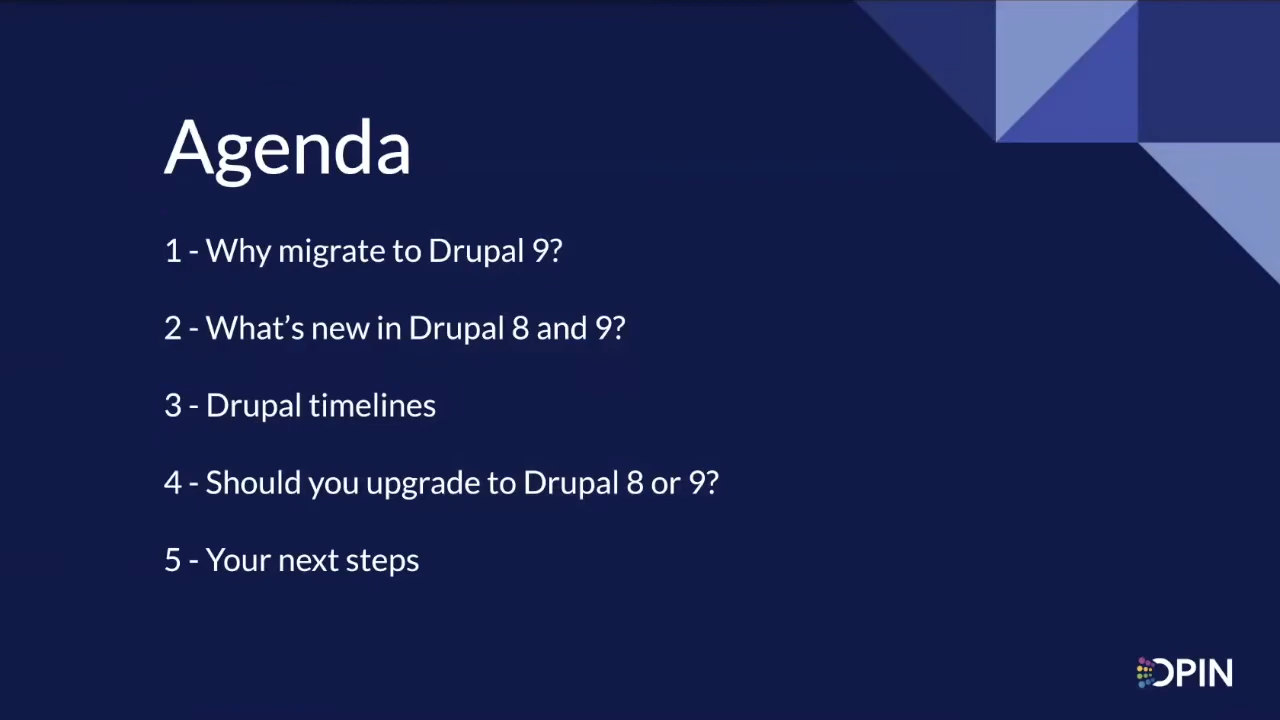 Agenda
1 - Why migrate to Drupal 9?
2 - What’s new in Drupal 8 and 9?
3 - Drupal timelines
4 - Should you upgrade to Drupal 8 or 9?
5 - Your next steps
OPIN